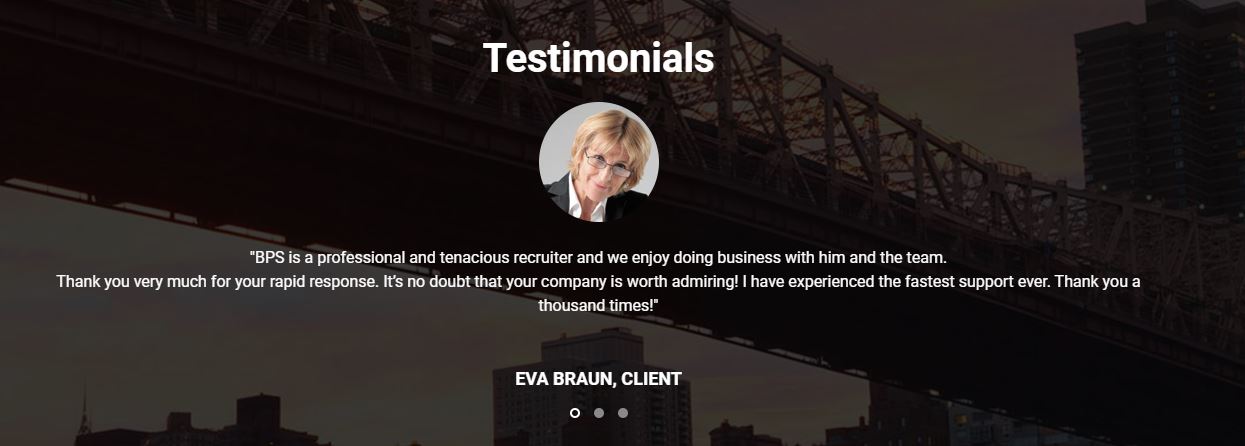 Testimonials
"BPS is a professional and tenacious recruiter and we enjoy doing business with him and the team.
Thank you very much for your rapid response. It’s no doubt that your company is worth admiring! I have experienced the fastest support ever. Thank you a
thousand times!"
EVA BRAUN, CLIENT